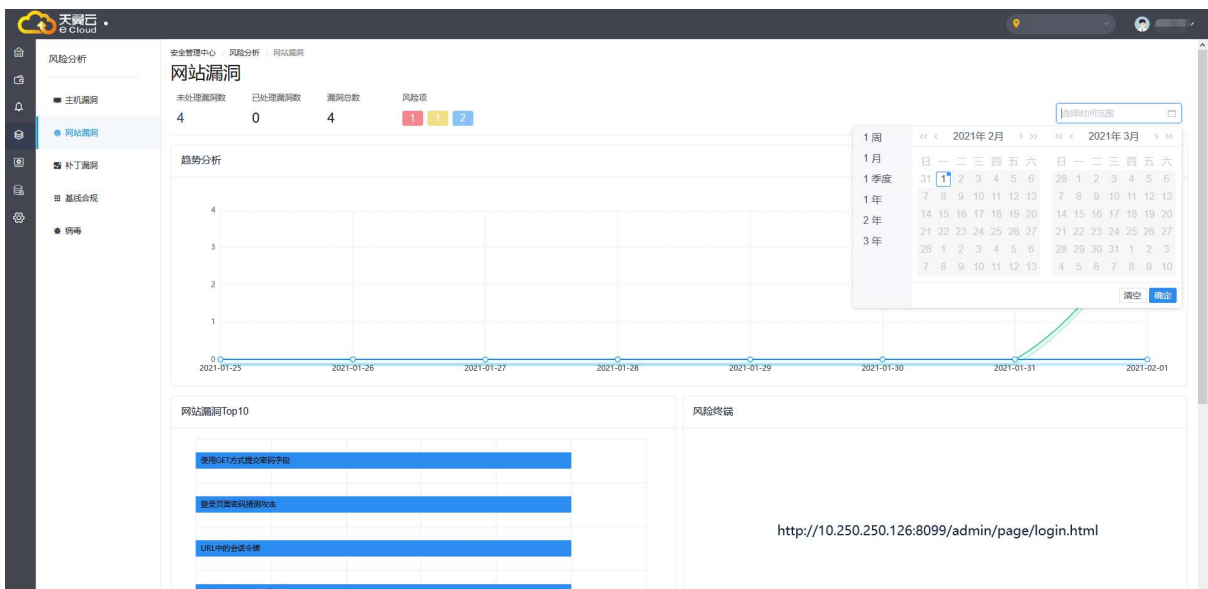 天翼云
e Cloud
风险分析
主机漏洞
网站漏洞
补丁漏洞
基线合规
病毒
安全管理中心 / 风险分析 / 网站漏洞
网站漏洞
未处理漏洞数 已处理漏洞数 漏洞总数 风险项
4 0 4 1 1 2
选择时间范围
1 周
1 月
1 季度
1 年
2 年
3 年
2021年 2月 2021年 3月
日 一 二 三 四 五 六 日 一 二 三 四 五 六
31 1 2 3 4 5 6 28 1 2 3 4 5 6
7 8 9 10 11 12 13 7 8 9 10 11 12 13
14 15 16 17 18 19 20 14 15 16 17 18 19 20
21 22 23 24 25 26 27 21 22 23 24 25 26 27
28 1 2 3 4 5 6 28 29 30 31 1 2 3
7 8 9 10 11 12 13 4 5 6 7 8 9 10
清空 确定
趋势分析
4
3
2
1
0
2021-01-25 2021-01-26 2021-01-27 2021-01-28 2021-01-29 2021-01-30 2021-01-31 2021-02-01
网站漏洞Top10
使用GET方式提交密码字段
登录页面密码猜测攻击
URL中的会话令牌
风险终端
http://10.250.250.126:8099/admin/page/login.html